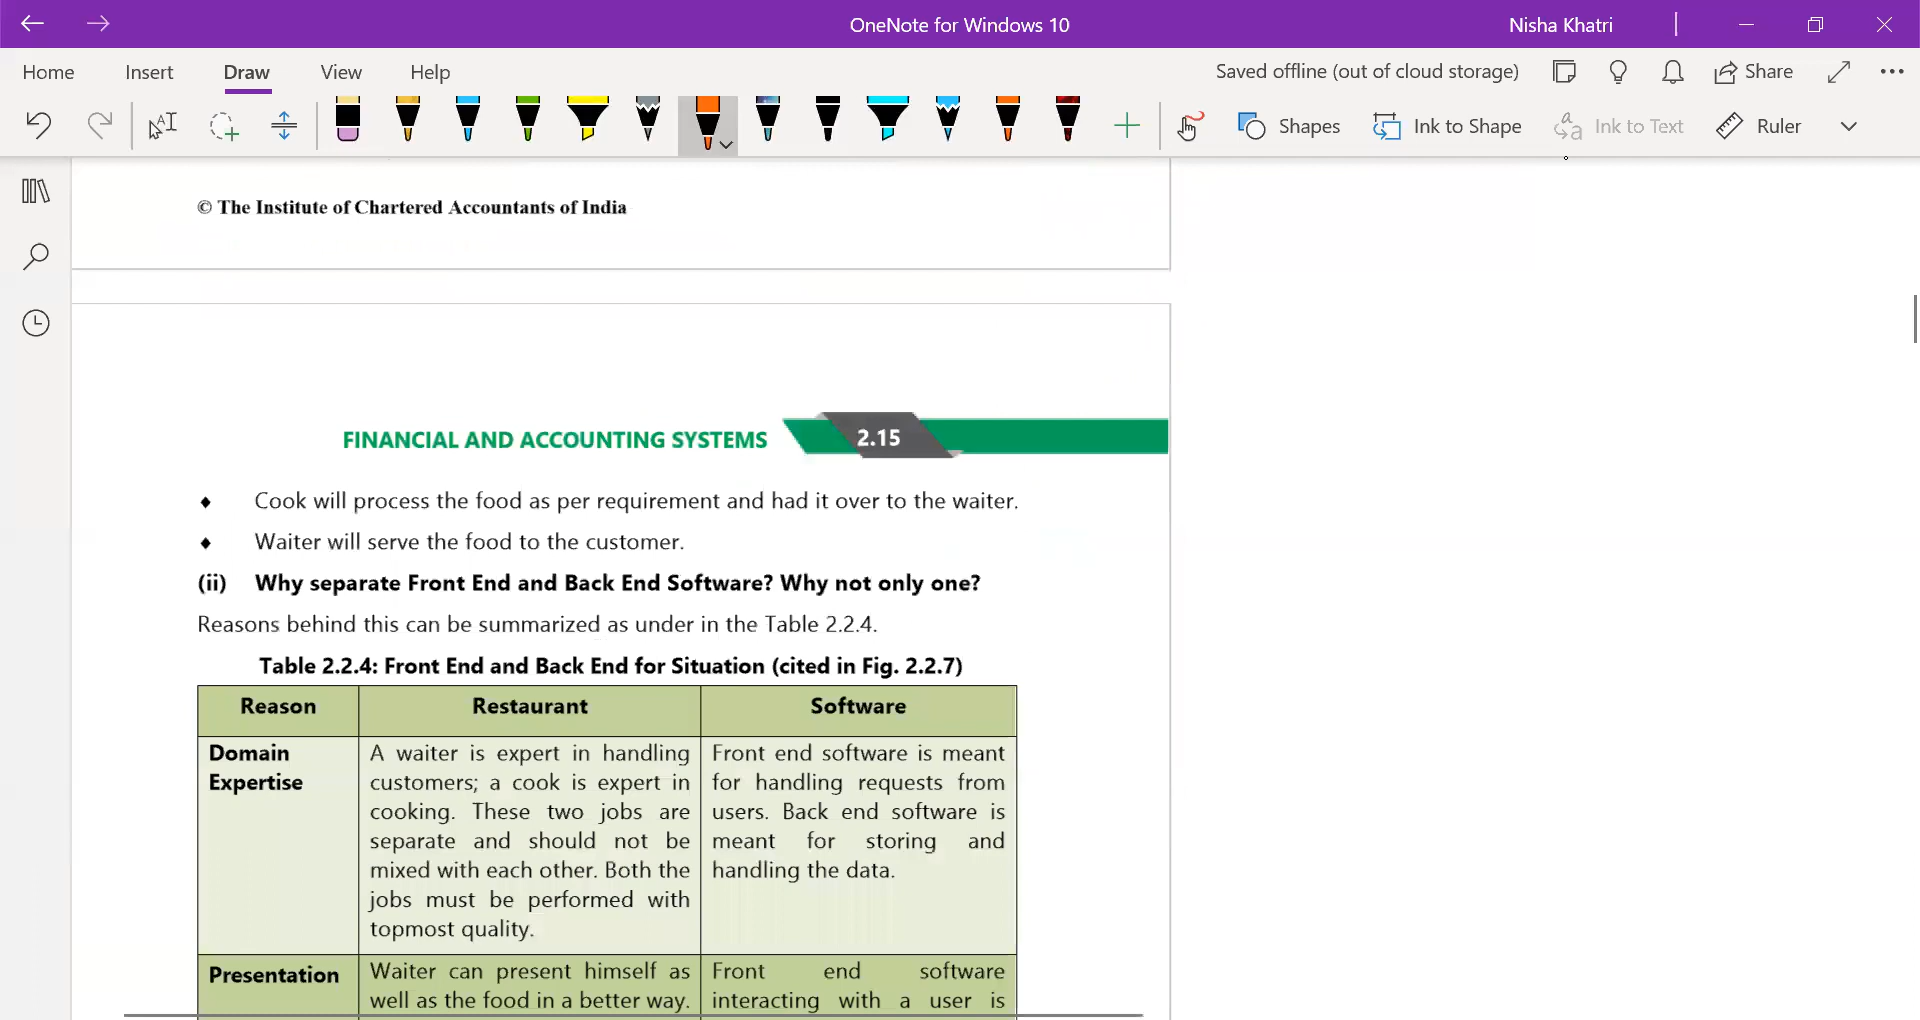 OneNote for Windows 10
Nisha Khatri
Home Insert Draw View Help
Saved offline (out of cloud storage)
Share
Shapes
Ink to Shape
Ink to Text
Ruler
© The Institute of Chartered Accountants of India
FINANCIAL AND ACCOUNTING SYSTEMS 2.15
♦ Cook will process the food as per requirement and had it over to the waiter.
♦ Waiter will serve the food to the customer.
(ii) Why separate Front End and Back End Software? Why not only one?
Reasons behind this can be summarized as under in the Table 2.2.4.
Table 2.2.4: Front End and Back End for Situation (cited in Fig. 2.2.7)
Reason Restaurant Software
Domain
Expertise
A waiter is expert in handling
customers; a cook is expert in
cooking. These two jobs are
separate and should not be
mixed with each other. Both the
jobs must be performed with
topmost quality.
Front end software is meant
for handling requests from
users. Back end software is
meant for storing and
handling the data.
Presentation
Waiter can present himself as
well as the food in a better way.
Front end software
interacting with a user is